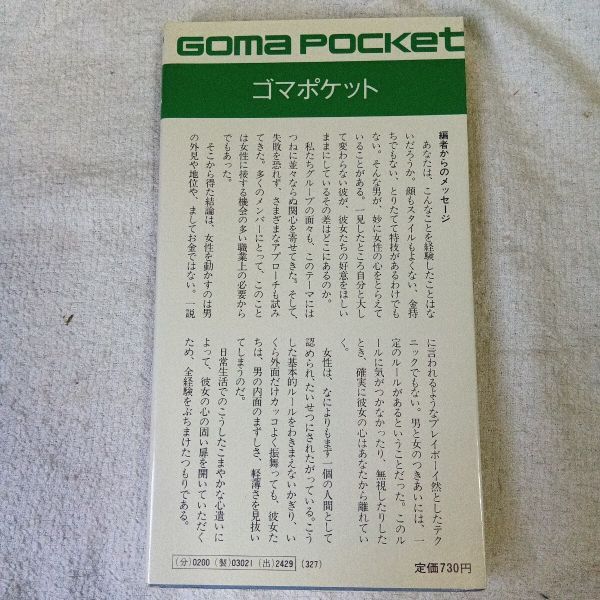 GOMA POCKET
ゴマポケット
編者からのメッセージ
あなたは、こんなことを経験したことはな
いだろうか。顔もスタイルもよくない、金持
ちでもない、とりたてて特技があるわけでも
ない。そんな男が、妙に女性の心をとらえて
いることがある。一見したところ自分と大し
て変わらない彼が、彼女たちの好意をほしい
ままにしているその差はどこにあるのか。
私たちグループの面々も、このテーマには
つねに並々ならぬ関心を寄せてきた。そして、
失敗を恐れず、さまざまなアプローチも試み
てきた。多くのメンバーにとって、このこと
は女性に接する機会の多い職業上の必要から
でもあった。
そこから得た結論は、女性を動かすのは男
の外見や地位や、ましてお金ではない。一説
に言われるようなプレイボーイ然としたテク
ニックでもない。男と女のつきあいには、一
定のルールがあるということだった。このル
ールに気がつかなかったり、無視したりした
とき、確実に彼女の心はあなたから離れてい
く。
女性は、なによりもまず一個の人間として
認められ、たいせつにされたがっている。こう
した基本的ルールをわきまえないかぎり、い
くら外面だけカッコよく振舞っても、彼女た
ちは、男の内面のまずしさ、軽薄さを見抜い
てしまうのだ。
日常生活でのこうしたこまやかな心遣いに
よって、彼女の心の固い扉を開いていただく
ため、全経験をぶちまけたつもりである。
(分)0200 (製)03021 (出)2429 (327)
定価730円